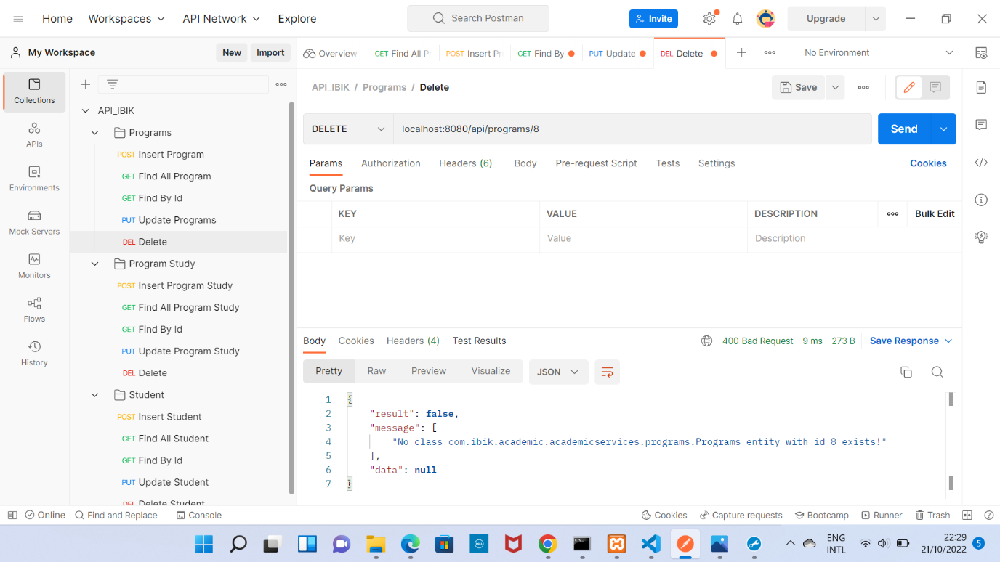 Home Workspaces API Network Explore Search Postman Invite Upgrade
My Workspace New Import
Overview GET Find All Pr POST Insert Pr GET Find By PUT Update DEL Delete No Environment
Collections
APIs
Environments
Mock Servers
Monitors
Flows
History
API_IBIK
Programs
POST Insert Program
GET Find All Program
GET Find By Id
PUT Update Programs
DEL Delete
Program Study
POST Insert Program Study
GET Find All Program Study
GET Find By Id
PUT Update Program Study
DEL Delete
Student
POST Insert Student
GET Find All Student
GET Find By Id
PUT Update Student
DEL Delete Student
API_IBIK / Programs / Delete Save
DELETE localhost:8080/api/programs/8 Send
Params Authorization Headers (6) Body Pre-request Script Tests Settings Cookies
Query Params
KEY VALUE DESCRIPTION Bulk Edit
Key Value Description
Body Cookies Headers (4) Test Results 400 Bad Request 9 ms 273 B Save Response
Pretty Raw Preview Visualize JSON
1 {
2 "result": false,
3 "message": [
4 "No class com.ibik.academic.academicservices.programs.Programs entity with id 8 exists!"
5 ],
6 "data": null
7 }
Online Find and Replace Console Cookies Capture requests Bootcamp Runner Trash
ENG
INTL
22:29
21/10/2022
5